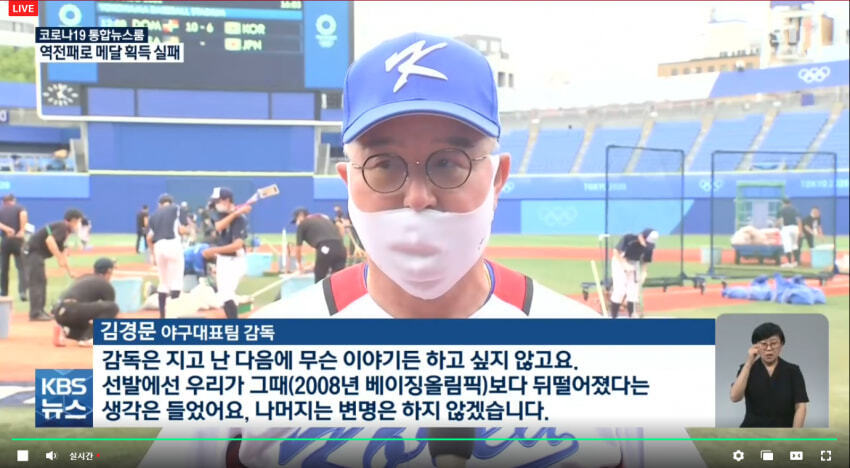 LIVE
코로나19 통합뉴스룸
역전패로 메달 획득 실패
10-6 KOR
JPN
TOKYO 2020
김경문 야구대표팀 감독
감독은 지고 난 다음에 무슨 이야기든 하고 싶지 않고요.
선발에선 우리가 그때(2008년 베이징올림픽)보다 뒤떨어졌다는
생각은 들었어요, 나머지는 변명은 하지 않겠습니다.
KBS
뉴스
실시간